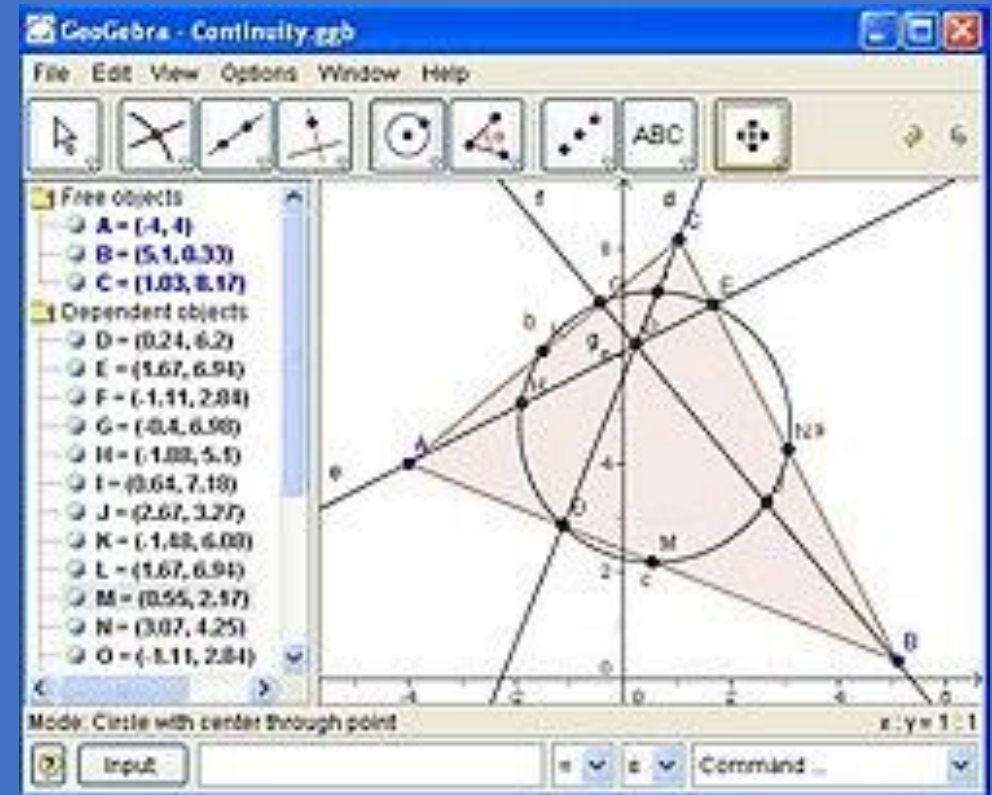 GeoGebra - Continuity.ggb
File Edit View Options Window Help
ABC
Free objects
A = (-4, 4)
B = (5.1, 0.33)
C = (1.03, 8.17)
Dependent objects
D = (0.24, 6.2)
E = (1.67, 6.94)
F = (-1.11, 2.84)
G = (-0.4, 6.98)
H = (-1.88, 5.1)
I = (0.64, 7.18)
J = (2.67, 3.27)
K = (-1.48, 6.08)
L = (1.67, 6.94)
M = (0.55, 2.17)
N = (3.07, 4.25)
O = (-1.11, 2.84)
f d
C
E
b
g
A
e
O
M
c
B
2
0
Mode: Circle with center through point
x : y = 1 : 1
Input
Command ...